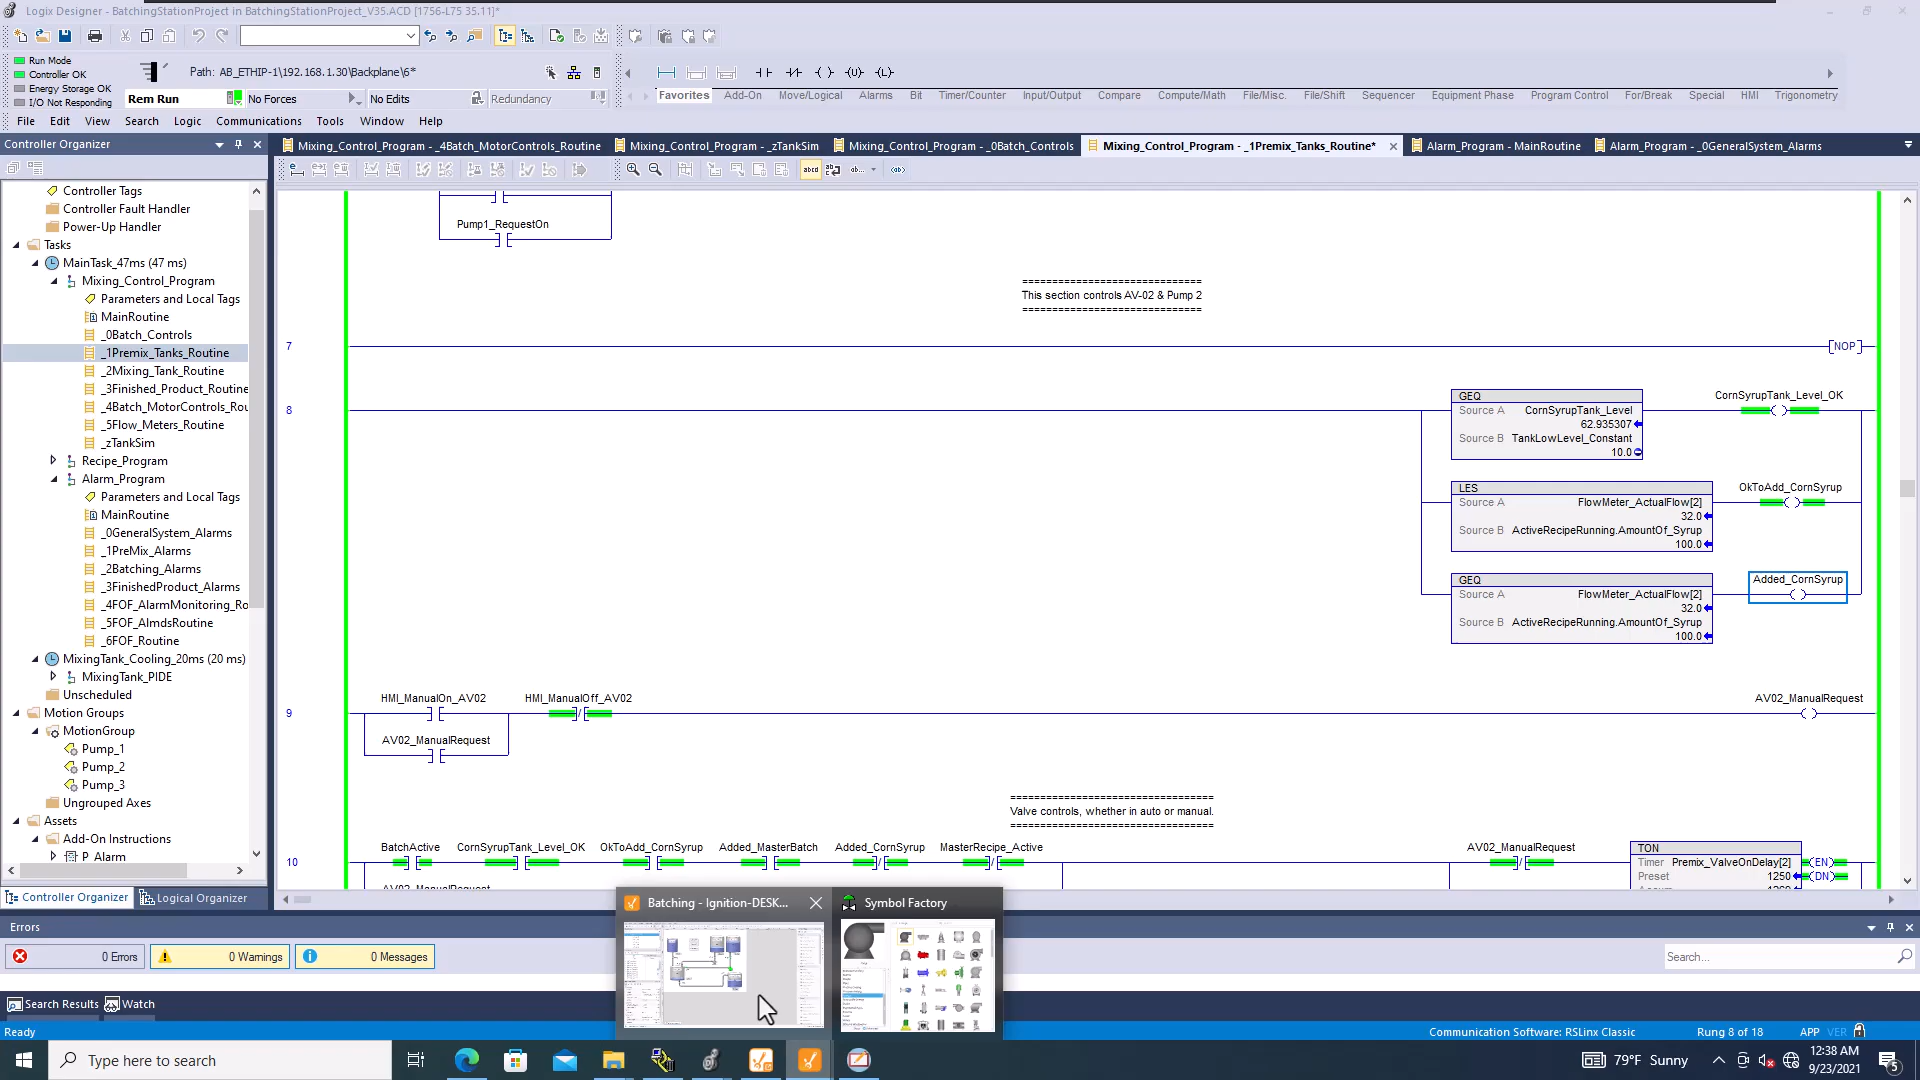 Logix Designer - BatchingStationProject in BatchingStationProject_V35.ACD [1756-L75 35.11]*
Run Mode
Controller OK
Energy Storage OK
I/O Not Responding
Path: AB_ETHIP-1\192.168.1.30\Backplane\6*
Rem Run
No Forces
No Edits
Redundancy
Favorites Add-On Move/Logical Alarms Bit Timer/Counter Input/Output Compare Compute/Math File/Misc. File/Shift Sequencer Equipment Phase Program Control For/Break Special HMI Trigonometry
File Edit View Search Logic Communications Tools Window Help
Controller Organizer
Mixing_Control_Program - _4Batch_MotorControls_Routine
Mixing_Control_Program - _zTankSim
Mixing_Control_Program - _0Batch_Controls
Mixing_Control_Program - _1Premix_Tanks_Routine*
Alarm_Program - MainRoutine
Alarm_Program - _0GeneralSystem_Alarms
Controller Tags
Controller Fault Handler
Power-Up Handler
Tasks
MainTask_47ms (47 ms)
Mixing_Control_Program
Parameters and Local Tags
MainRoutine
_0Batch_Controls
_1Premix_Tanks_Routine
_2Mixing_Tank_Routine
_3Finished_Product_Routine
_4Batch_MotorControls_Rou
_5Flow_Meters_Routine
_zTankSim
Recipe_Program
Alarm_Program
Parameters and Local Tags
MainRoutine
_0GeneralSystem_Alarms
_1PreMix_Alarms
_2Batching_Alarms
_3FinishedProduct_Alarms
_4FOF_AlarmMonitoring_Ro
_5FOF_AlmdsRoutine
_6FOF_Routine
MixingTank_Cooling_20ms (20 ms)
MixingTank_PIDE
Unscheduled
Motion Groups
MotionGroup
Pump_1
Pump_2
Pump_3
Ungrouped Axes
Assets
Add-On Instructions
P_Alarm
Controller Organizer
Logical Organizer
Pump1_RequestOn
==============================
This section controls AV-02 & Pump 2
==============================
7
NOP
8
GEQ
Source A CornSyrupTank_Level
62.935307
Source B TankLowLevel_Constant
10.0
CornSyrupTank_Level_OK
LES
Source A FlowMeter_ActualFlow[2]
32.0
Source B ActiveRecipeRunning.AmountOf_Syrup
100.0
OkToAdd_CornSyrup
GEQ
Source A FlowMeter_ActualFlow[2]
32.0
Source B ActiveRecipeRunning.AmountOf_Syrup
100.0
Added_CornSyrup
9
HMI_ManualOn_AV02
HMI_ManualOff_AV02
AV02_ManualRequest
AV02_ManualRequest
==================================
Valve controls, whether in auto or manual.
==================================
10
BatchActive
CornSyrupTank_Level_OK
OkToAdd_CornSyrup
Added_MasterBatch
Added_CornSyrup
MasterRecipe_Active
AV02_ManualRequest
TON
Timer Premix_ValveOnDelay[2]
Preset 1250
EN
DN
AV02_ManualRequest
Errors
0 Errors
0 Warnings
0 Messages
Search...
Search Results
Watch
Batching - Ignition-DESK...
Symbol Factory
Ready
Communication Software: RSLinx Classic
Rung 8 of 18
APP
VER
Type here to search
79°F Sunny
12:38 AM
9/23/2021
5